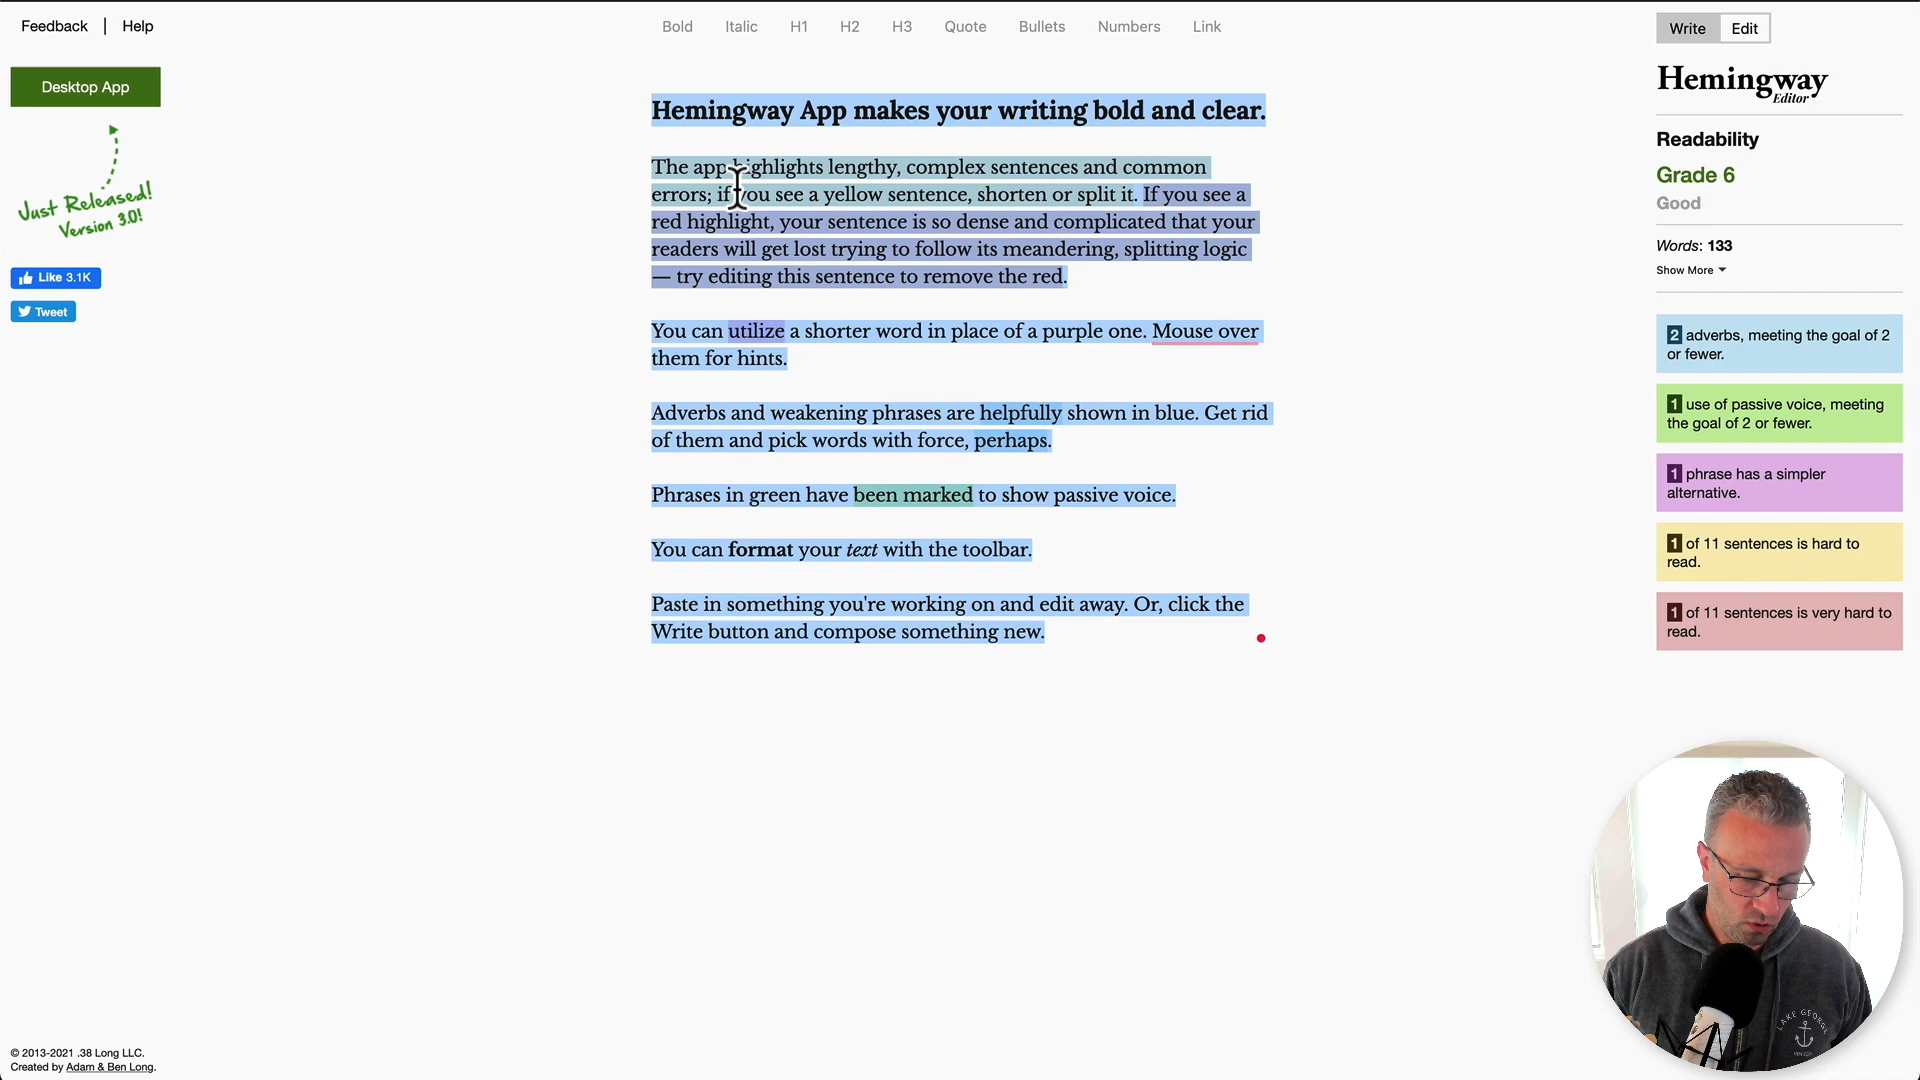 Feedback | Help
Bold Italic H1 H2 H3 Quote Bullets Numbers Link
Write Edit
Desktop App
Just Released!
Version 3.0!
Like 3.1K
Tweet
Hemingway App makes your writing bold and clear.
The app highlights lengthy, complex sentences and common
errors; if you see a yellow sentence, shorten or split it. If you see a
red highlight, your sentence is so dense and complicated that your
readers will get lost trying to follow its meandering, splitting logic
— try editing this sentence to remove the red.
You can utilize a shorter word in place of a purple one. Mouse over
them for hints.
Adverbs and weakening phrases are helpfully shown in blue. Get rid
of them and pick words with force, perhaps.
Phrases in green have been marked to show passive voice.
You can format your text with the toolbar.
Paste in something you're working on and edit away. Or, click the
Write button and compose something new.
Hemingway
Editor
Readability
Grade 6
Good
Words: 133
Show More
2 adverbs, meeting the goal of 2
or fewer.
1 use of passive voice, meeting
the goal of 2 or fewer.
1 phrase has a simpler
alternative.
1 of 11 sentences is hard to
read.
1 of 11 sentences is very hard to
read.
LAKE GEORGE
© 2013-2021 .38 Long LLC.
Created by Adam & Ben Long.